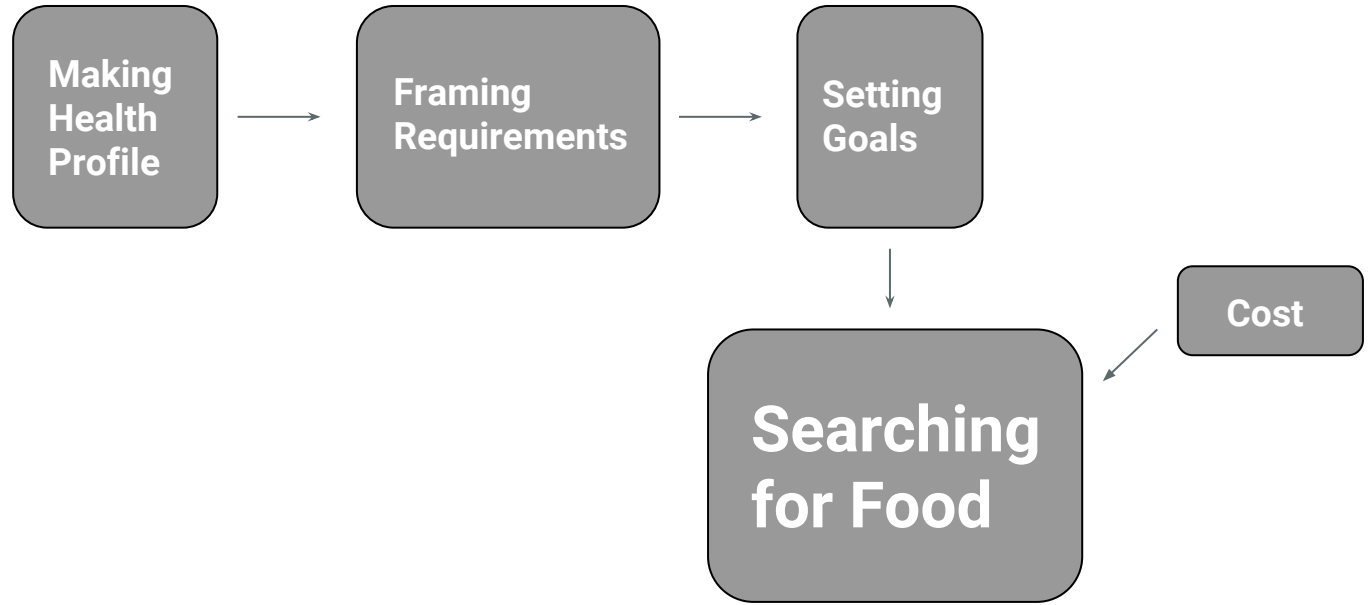 Making
Health
Profile
Framing
Requirements
Setting
Goals
Cost
Searching
for Food